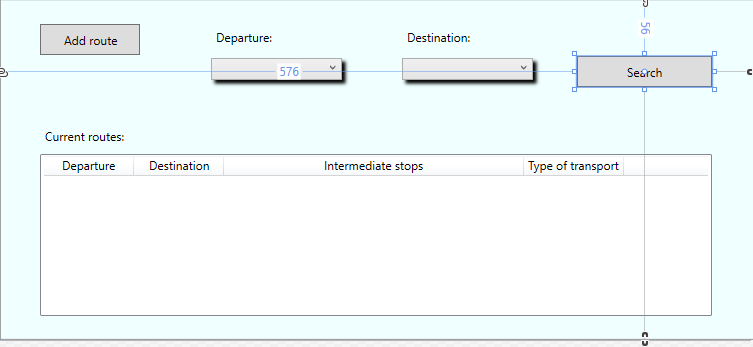 Add route
Departure:
Destination:
56
576
Search
Current routes:
Departure Destination Intermediate stops Type of transport